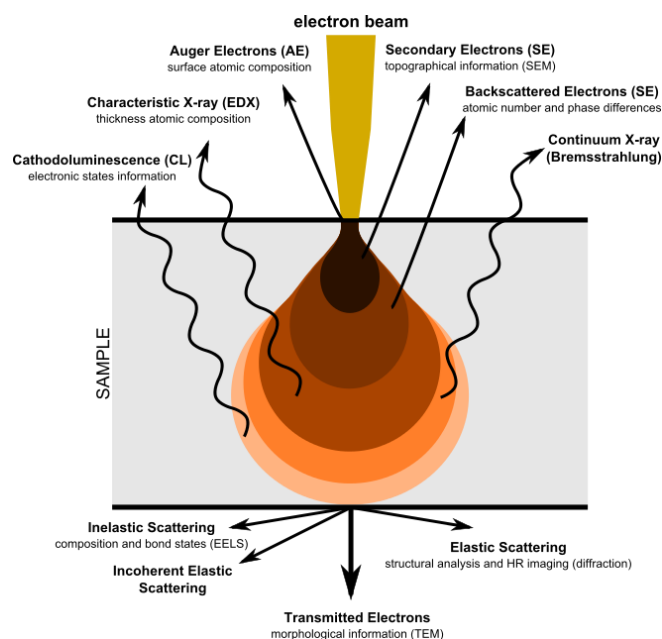 electron beam
Auger Electrons (AE)
surface atomic composition
Secondary Electrons (SE)
topographical information (SEM)
Characteristic X-ray (EDX)
thickness atomic composition
Backscattered Electrons (SE)
atomic number and phase differences
Cathodoluminescence (CL)
electronic states information
Continuum X-ray
(Bremsstrahlung)
SAMPLE
Inelastic Scattering
composition and bond states (EELS)
Incoherent Elastic
Scattering
Elastic Scattering
structural analysis and HR imaging (diffraction)
Transmitted Electrons
morphological information (TEM)